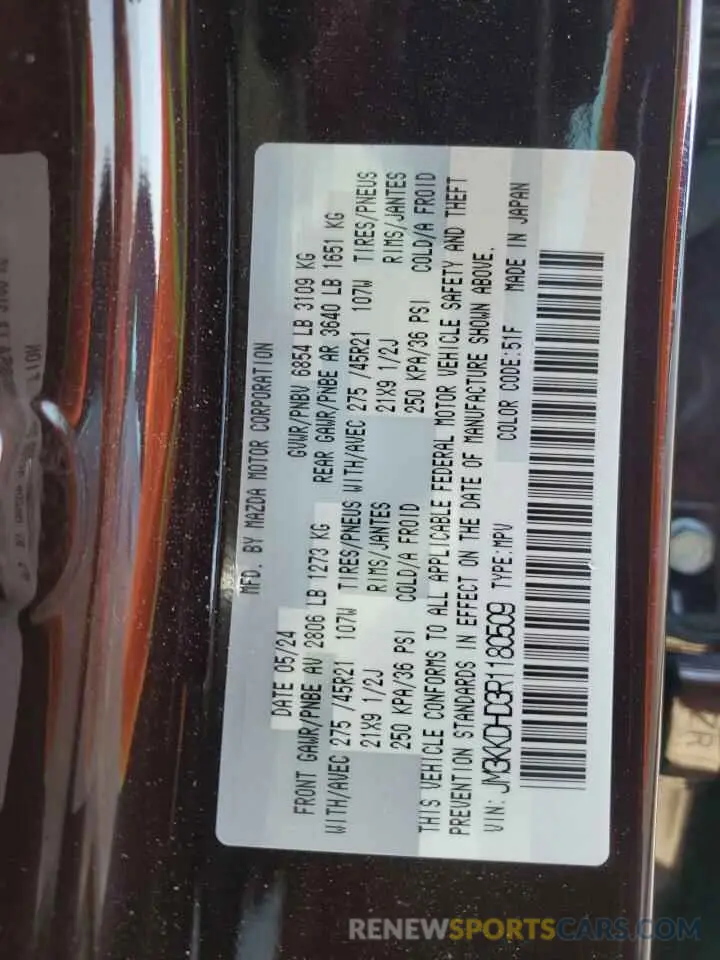 MFD. BY MAZDA MOTOR CORPORATION
DATE 05/24 GVWR/PNBV 6854 LB 3109 KG
FRONT GAWR/PNBE AV 2806 LB 1273 KG REAR GAWR/PNBE AR 3640 LB 1651 KG
WITH/AVEC 275 /45R21 107W TIRES/PNEUS WITH/AVEC 275 /45R21 107W TIRES/PNEUS
21X9 1/2J RIMS/JANTES 21X9 1/2J RIMS/JANTES
250 KPA/36 PSI COLD/A FROID 250 KPA/36 PSI COLD/A FROID
THIS VEHICLE CONFORMS TO ALL APPLICABLE FEDERAL MOTOR VEHICLE SAFETY AND THEFT
PREVENTION STANDARDS IN EFFECT ON THE DATE OF MANUFACTURE SHOWN ABOVE.
VIN: JM3KKDHD3R1180509 TYPE:MPV COLOR CODE:51F MADE IN JAPAN
RENEWSPORTSCARS.COM